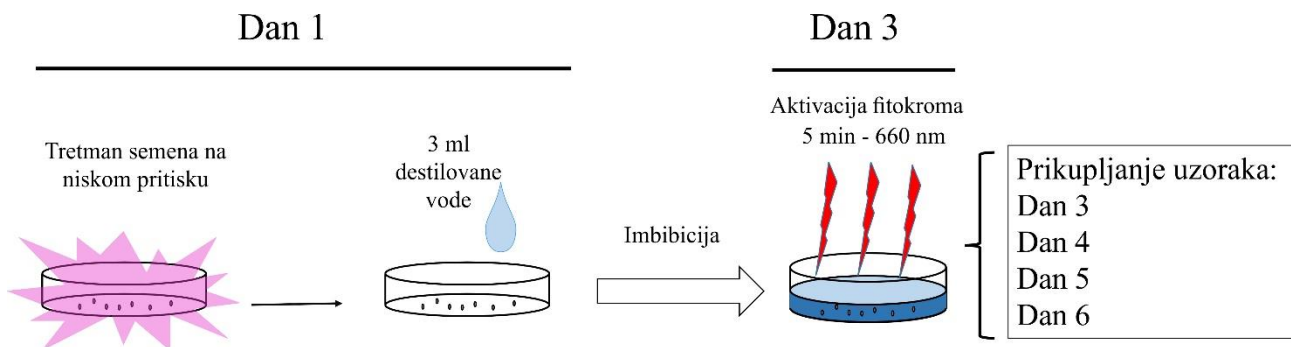 Dan 1
Dan 3
Tretman semena na
niskom pritisku
3 ml
destilovane
vode
Imbibicija
Aktivacija fitokroma
5 min - 660 nm
Prikupljanje uzoraka:
Dan 3
Dan 4
Dan 5
Dan 6